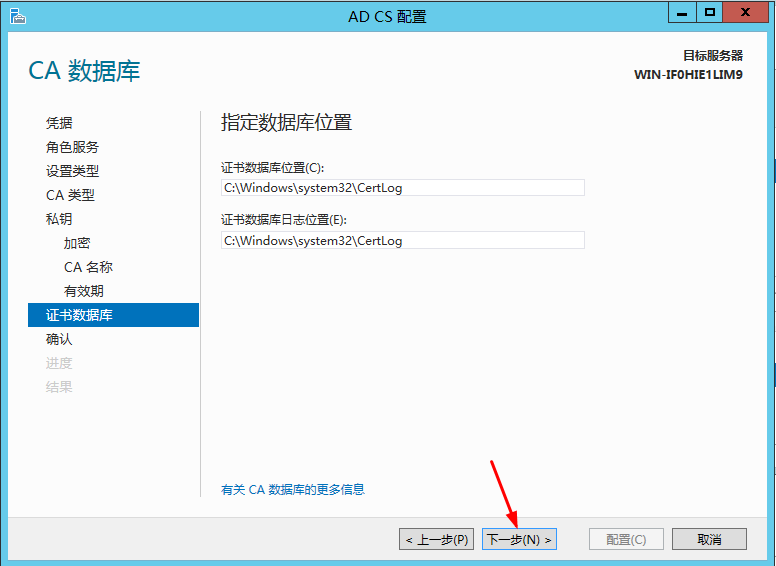 AD CS 配置
CA 数据库
目标服务器
WIN-IF0HIE1LIM9
凭据
角色服务
设置类型
CA 类型
私钥
加密
CA 名称
有效期
证书数据库
确认
进度
结果
指定数据库位置
证书数据库位置(C):
C:\Windows\system32\CertLog
证书数据库日志位置(E):
C:\Windows\system32\CertLog
有关 CA 数据库的更多信息
< 上一步(P)
下一步(N) >
配置(C)
取消